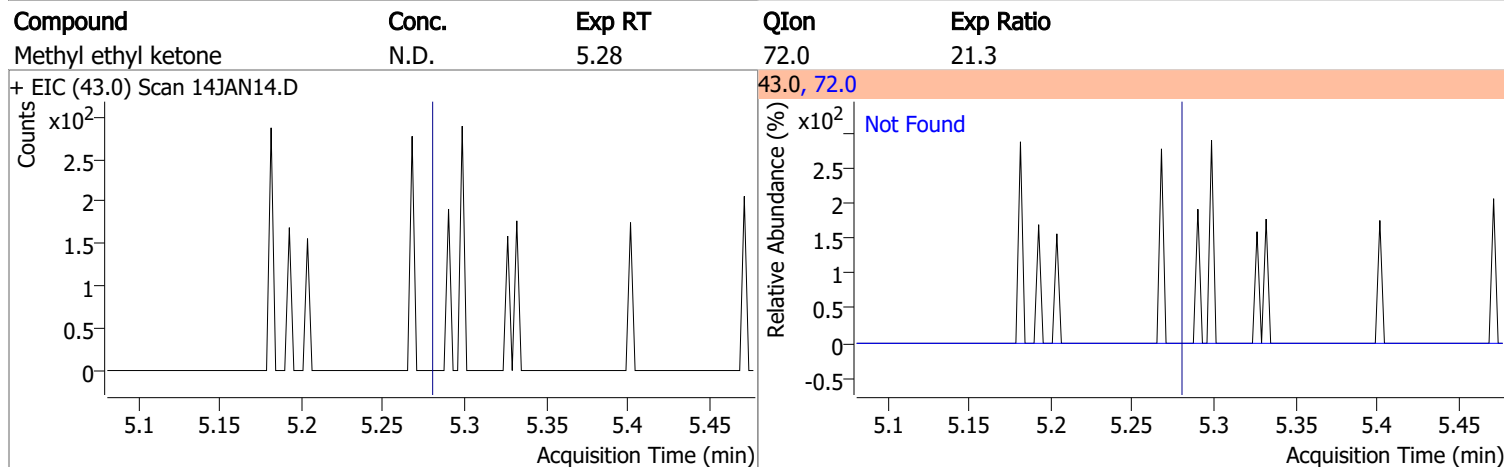 Compound Conc. Exp RT QIon Exp Ratio
Methyl ethyl ketone N.D. 5.28 72.0 21.3
+ EIC (43.0) Scan 14JAN14.D
Counts
x10²
2.5
2
1.5
1
0.5
0
5.1 5.15 5.2 5.25 5.3 5.35 5.4 5.45
Acquisition Time (min)
43.0, 72.0
Relative Abundance (%)
x10²
Not Found
2.5
2
1.5
1
0.5
0
-0.5
5.1 5.15 5.2 5.25 5.3 5.35 5.4 5.45
Acquisition Time (min)